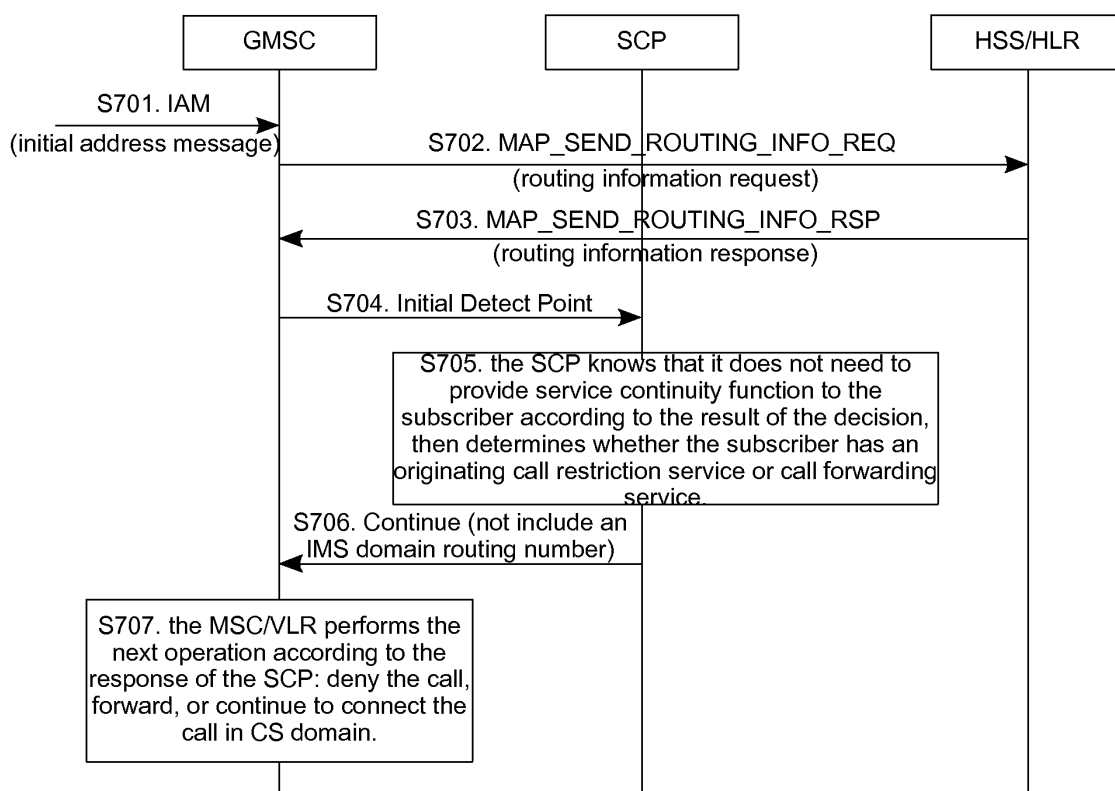 GMSC
SCP
HSS/HLR
S701. IAM
(initial address message)
S702. MAP_SEND_ROUTING_INFO_REQ
(routing information request)
S703. MAP_SEND_ROUTING_INFO_RSP
(routing information response)
S704. Initial Detect Point
S705. the SCP knows that it does not need to
provide service continuity function to the
subscriber according to the result of the decision,
then determines whether the subscriber has an
originating call restriction service or call forwarding
service.
S706. Continue (not include an
IMS domain routing number)
S707. the MSC/VLR performs the
next operation according to the
response of the SCP: deny the call,
forward, or continue to connect the
call in CS domain.